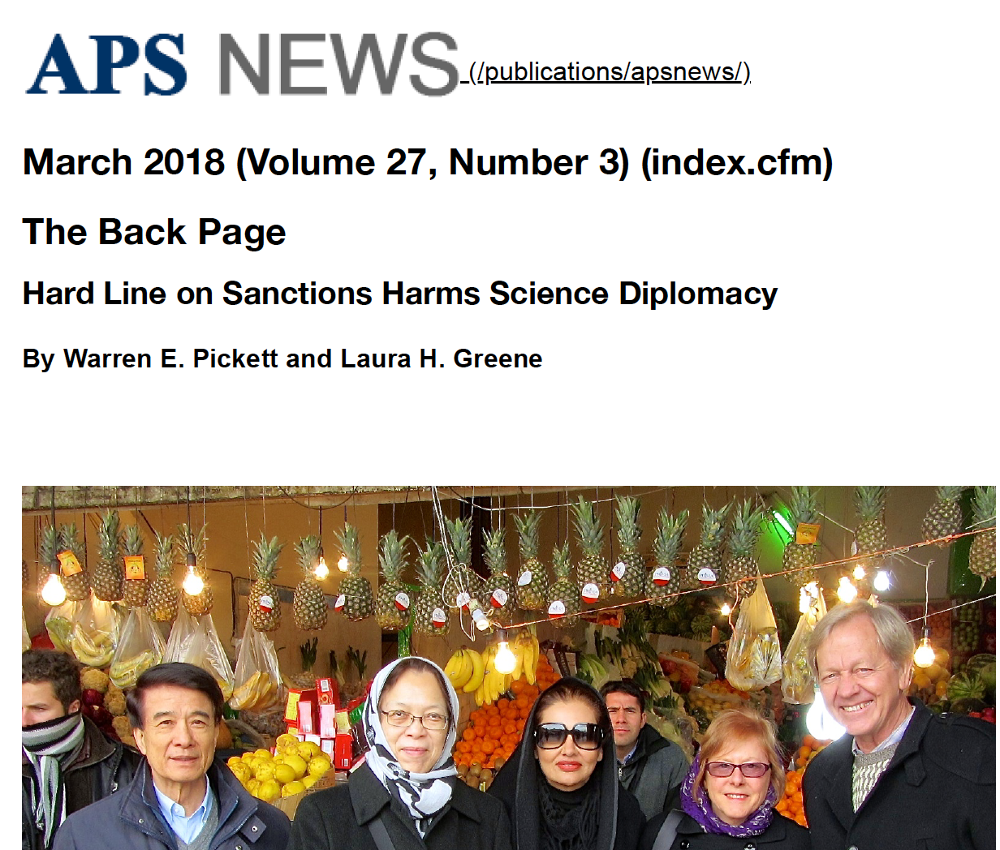 APS NEWS (/publications/apsnews/)
March 2018 (Volume 27, Number 3) (index.cfm)
The Back Page
Hard Line on Sanctions Harms Science Diplomacy
By Warren E. Pickett and Laura H. Greene